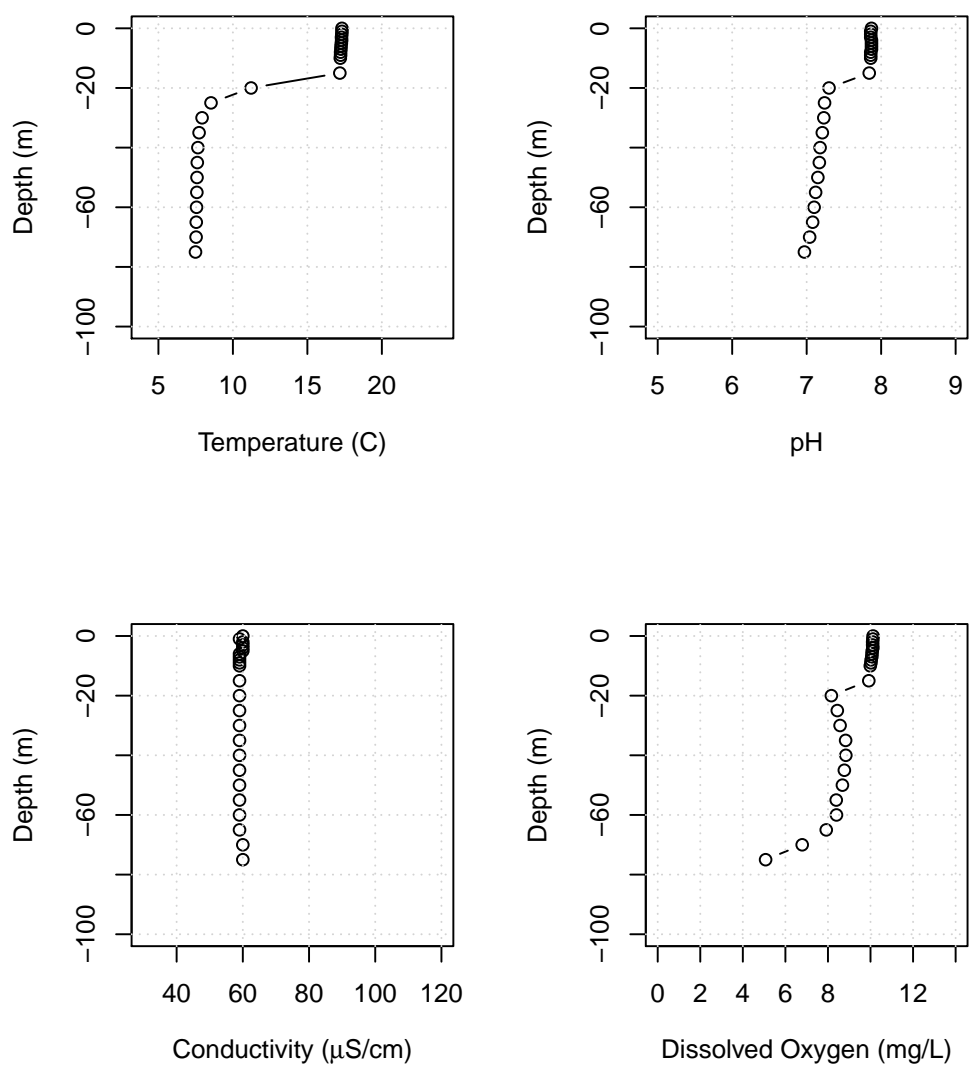 0
−20
−60
−100
Depth (m)
5 10 15 20
Temperature (C)
0
−20
−60
−100
Depth (m)
5 6 7 8 9
pH
0
−20
−60
−100
Depth (m)
40 60 80 100 120
Conductivity (μS/cm)
0
−20
−60
−100
Depth (m)
0 2 4 6 8 12
Dissolved Oxygen (mg/L)